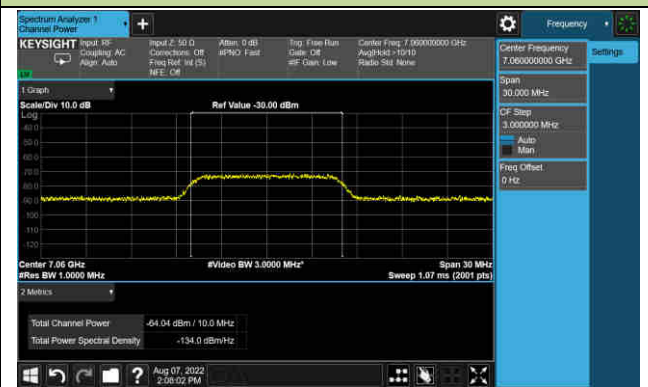 Spectrum Analyzer 1
Channel Power
Frequency
KEYSIGHT
Input: RF
Coupling: AC
Align: Auto
Input Z: 50 Ω
Corrections: Off
Freq Ref: Int (S)
NFE: Off
Atten: 0 dB
#PNO: Fast
Trig: Free Run
Gate: Off
#IF Gain: Low
Center Freq: 7.060000000 GHz
Avg|Hold:>10/10
Radio Std: None
Center Frequency
7.060000000 GHz
Settings
Span
30.000 MHz
CF Step
3.000000 MHz
Auto
Man
Freq Offset
0 Hz
1 Graph
Scale/Div 10.0 dB
Ref Value -30.00 dBm
Log
-40.0
-50.0
-60.0
-70.0
-80.0
-90.0
-100
-110
-120
Center 7.06 GHz
#Video BW 3.0000 MHz*
Span 30 MHz
#Res BW 1.0000 MHz
Sweep 1.07 ms (2001 pts)
2 Metrics
Total Channel Power
-64.04 dBm / 10.0 MHz
Total Power Spectral Density
-134.0 dBm/Hz
?
Aug 07, 2022
2:08:02 PM